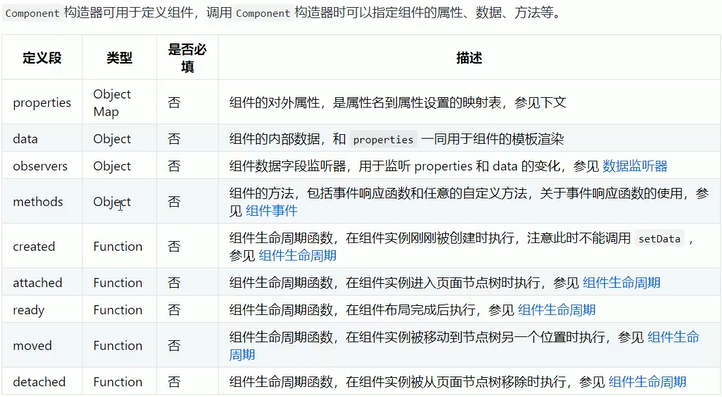 Component 构造器可用于定义组件，调用 Component 构造器时可以指定组件的属性、数据、方法等。
定义段 类型 是否必填 描述
properties Object Map 否 组件的对外属性，是属性名到属性设置的映射表，参见下文
data Object 否 组件的内部数据，和 properties 一同用于组件的模板渲染
observers Object 否 组件数据字段监听器，用于监听 properties 和 data 的变化，参见 数据监听器
methods Object 否 组件的方法，包括事件响应函数和任意的自定义方法，关于事件响应函数的使用，参
见 组件事件
created Function 否 组件生命周期函数，在组件实例刚刚被创建时执行，注意此时不能调用 setData ，
参见 组件生命周期
attached Function 否 组件生命周期函数，在组件实例进入页面节点树时执行，参见 组件生命周期
ready Function 否 组件生命周期函数，在组件布局完成后执行，参见 组件生命周期
moved Function 否 组件生命周期函数，在组件实例被移动到节点树另一个位置时执行，参见 组件生命
周期
detached Function 否 组件生命周期函数，在组件实例被从页面节点树移除时执行，参见 组件生命周期